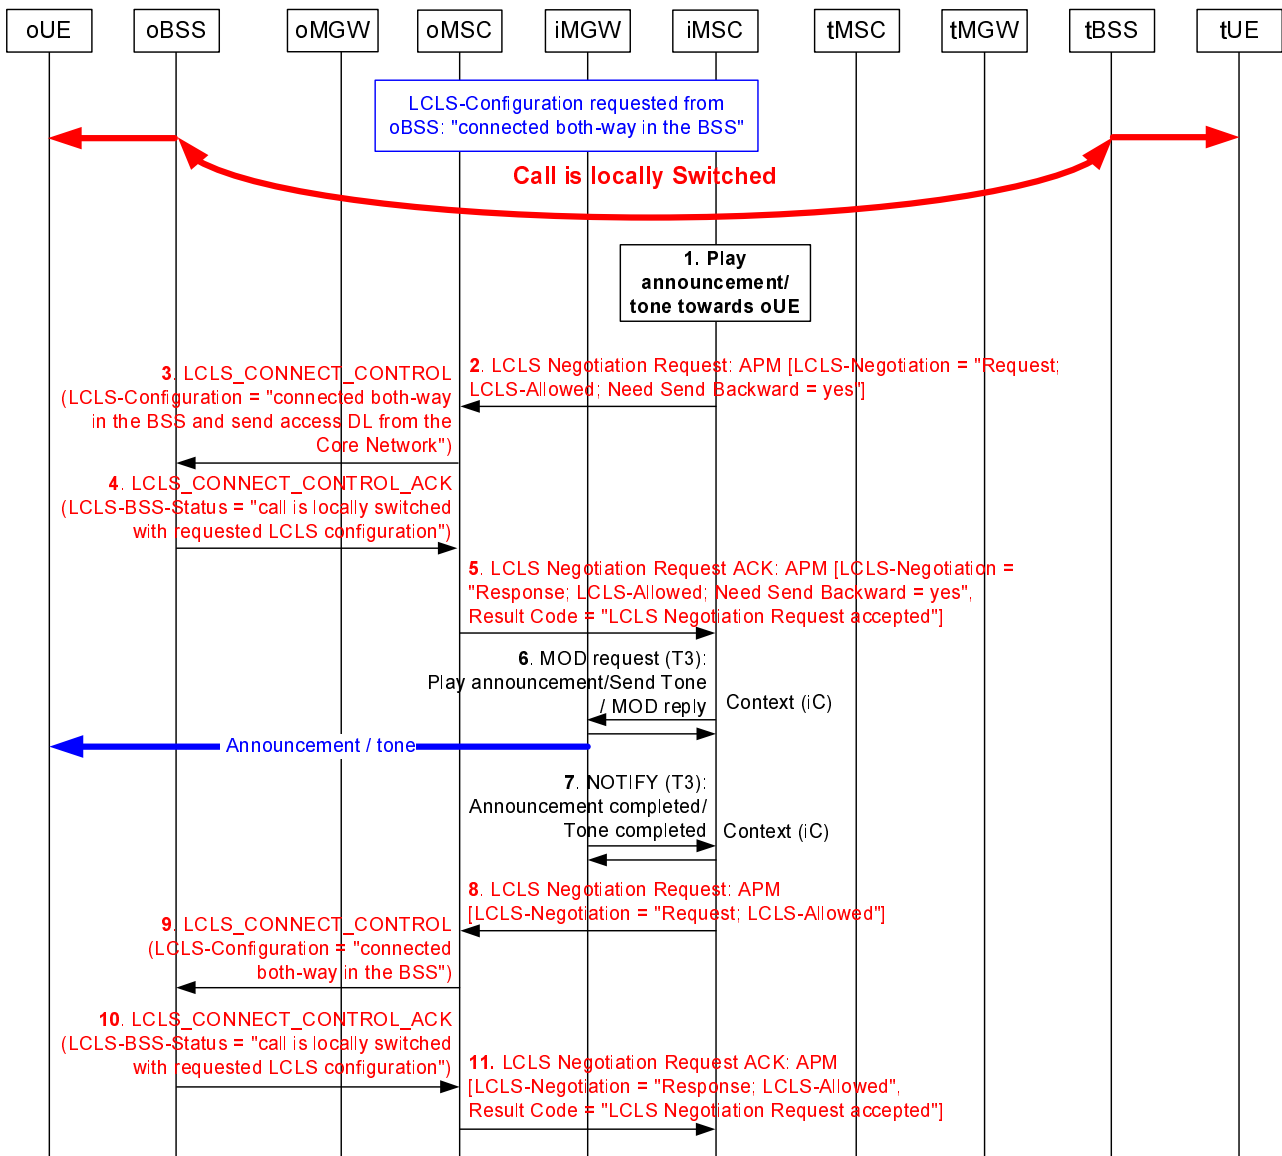 oUE
oBSS
oMGW
oMSC
iMGW
iMSC
tMSC
tMGW
tBSS
tUE
LCLS-Configuration requested from
oBSS: "connected both-way in the BSS"
Call is locally Switched
1. Play
announcement/
tone towards oUE
2. LCLS Negotiation Request: APM [LCLS-Negotiation = "Request;
LCLS-Allowed; Need Send Backward = yes"]
3. LCLS_CONNECT_CONTROL
(LCLS-Configuration = "connected both-way
in the BSS and send access DL from the
Core Network")
4. LCLS_CONNECT_CONTROL_ACK
(LCLS-BSS-Status = "call is locally switched
with requested LCLS configuration")
5. LCLS Negotiation Request ACK: APM [LCLS-Negotiation =
"Response; LCLS-Allowed; Need Send Backward = yes",
Result Code = "LCLS Negotiation Request accepted"]
6. MOD request (T3):
Play announcement/Send Tone
/ MOD reply
Context (iC)
Announcement / tone
7. NOTIFY (T3):
Announcement completed/
Tone completed
Context (iC)
8. LCLS Negotiation Request: APM
[LCLS-Negotiation = "Request; LCLS-Allowed"]
9. LCLS_CONNECT_CONTROL
(LCLS-Configuration = "connected
both-way in the BSS")
10. LCLS_CONNECT_CONTROL_ACK
(LCLS-BSS-Status = "call is locally switched
with requested LCLS configuration")
11. LCLS Negotiation Request ACK: APM
[LCLS-Negotiation = "Response; LCLS-Allowed",
Result Code = "LCLS Negotiation Request accepted"]